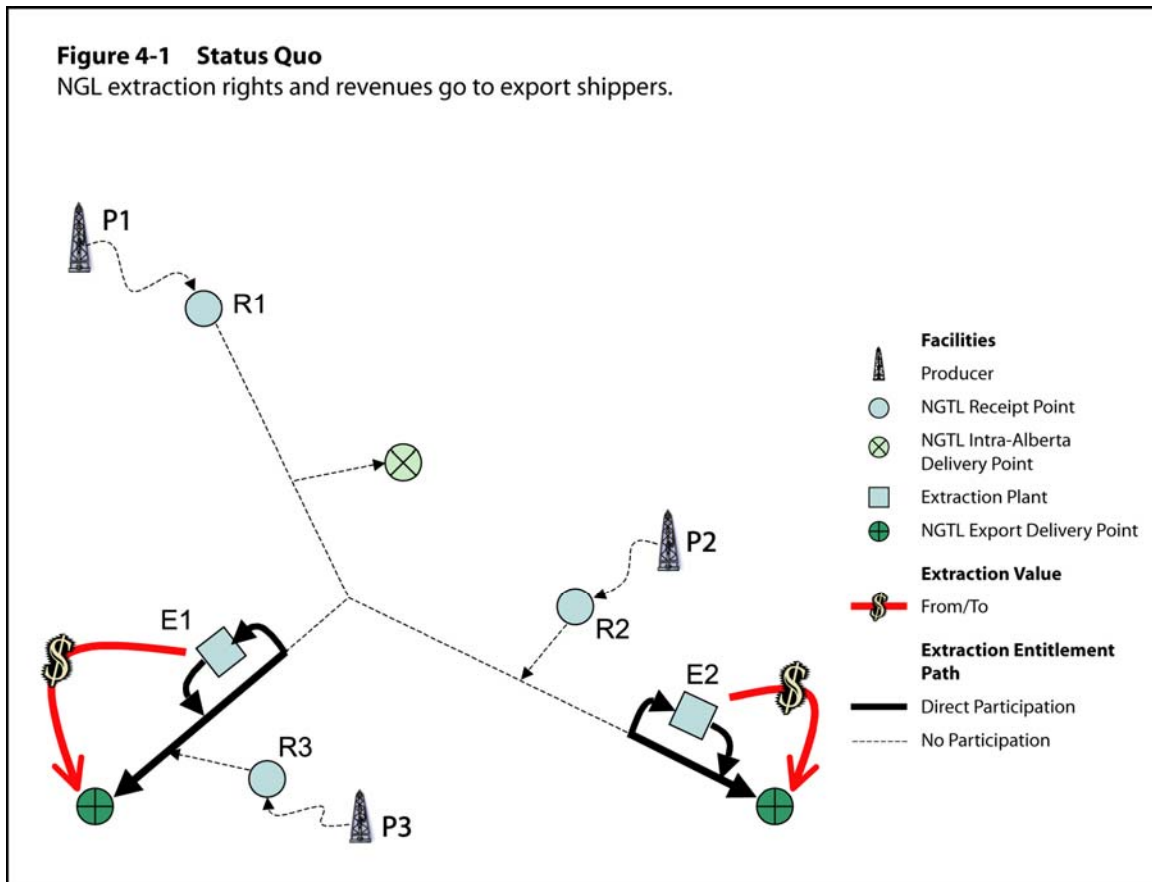 Figure 4-1 Status Quo
NGL extraction rights and revenues go to export shippers.
P1
R1
P2
R2
E1
E2
R3
P3
$
$
Facilities
Producer
NGTL Receipt Point
NGTL Intra-Alberta
Delivery Point
Extraction Plant
NGTL Export Delivery Point
Extraction Value
$
From/To
Extraction Entitlement
Path
Direct Participation
No Participation